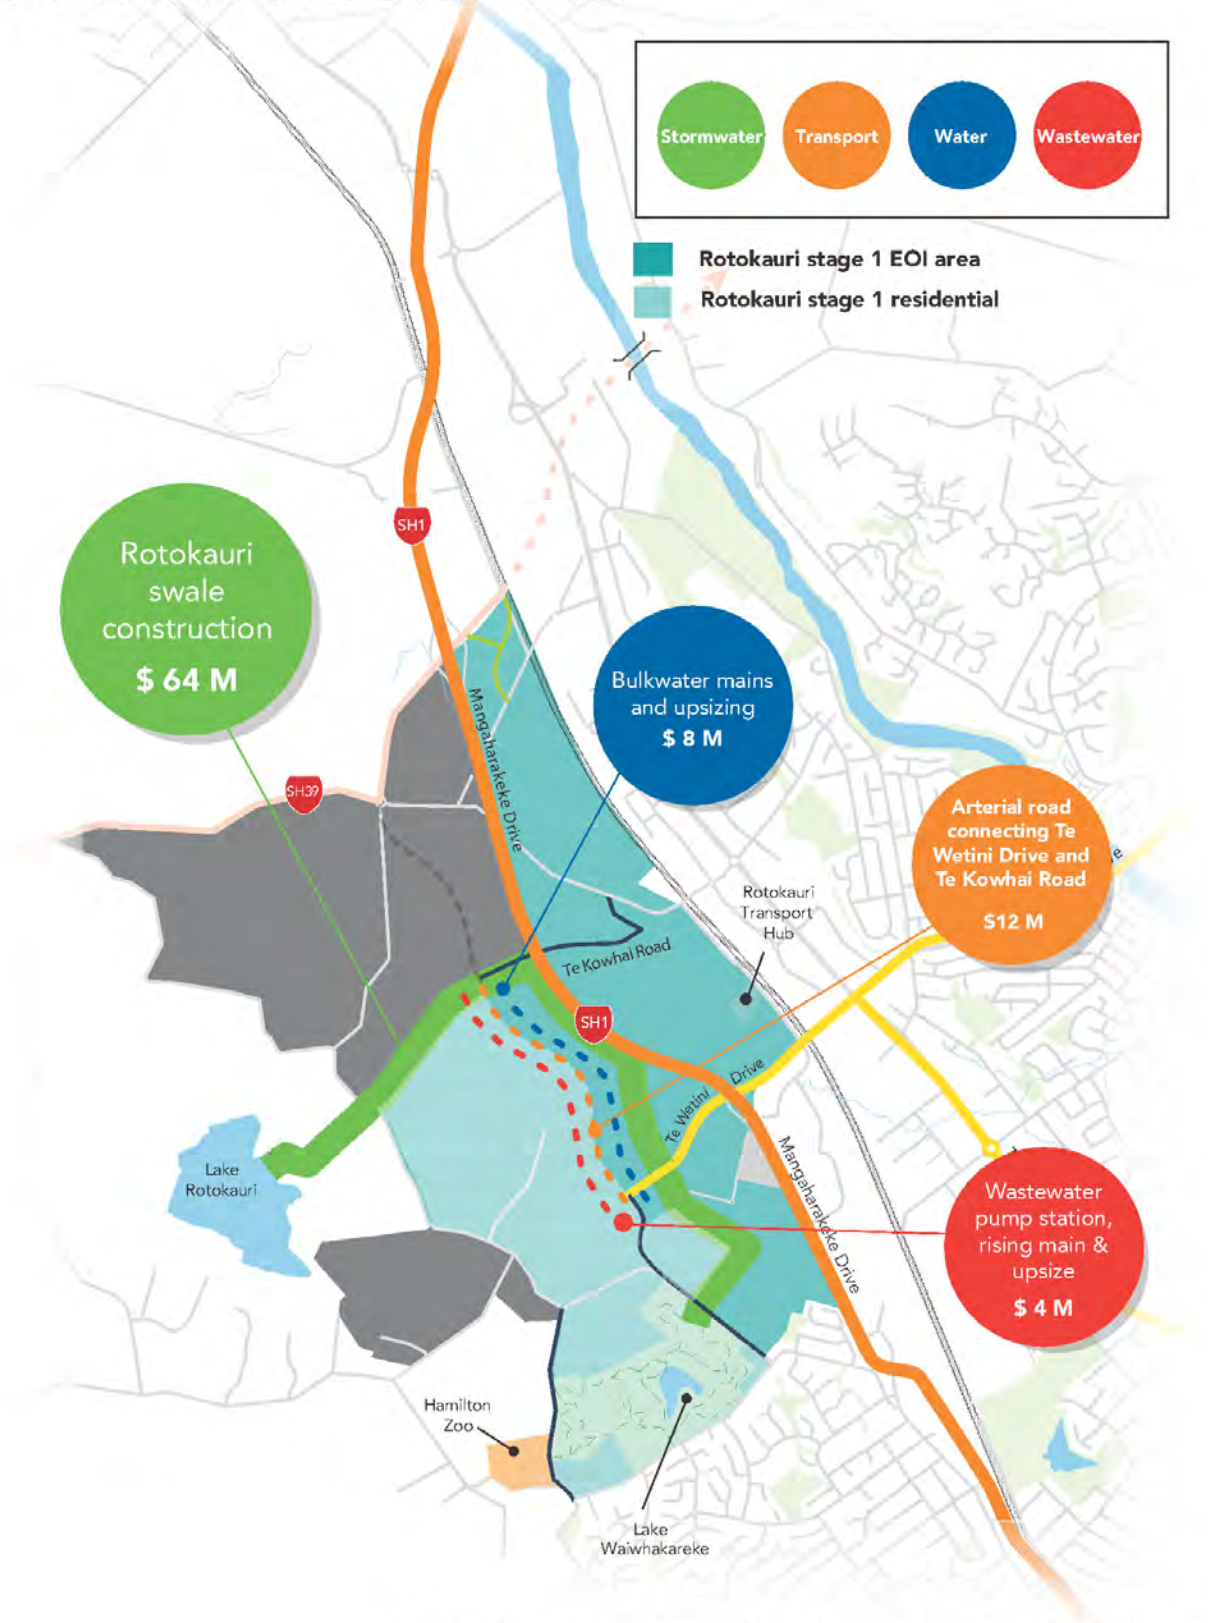 Stormwater
Transport
Water
Wastewater
Rotokauri stage 1 EOI area
Rotokauri stage 1 residential
SH1
Rotokauri
swale
construction
$ 64 M
Bulkwater mains
and upsizing
$ 8 M
Mangaharakeke Drive
SH39
Arterial road
connecting Te
Wetini Drive and
Te Kowhai Road
$12 M
Rotokauri
Transport
Hub
Te Kowhai Road
SH1
Te Wetini Drive
Mangaharakeke Drive
Lake
Rotokauri
Wastewater
pump station,
rising main &
upsize
$ 4 M
Hamilton
Zoo
Lake
Waiwhakareke